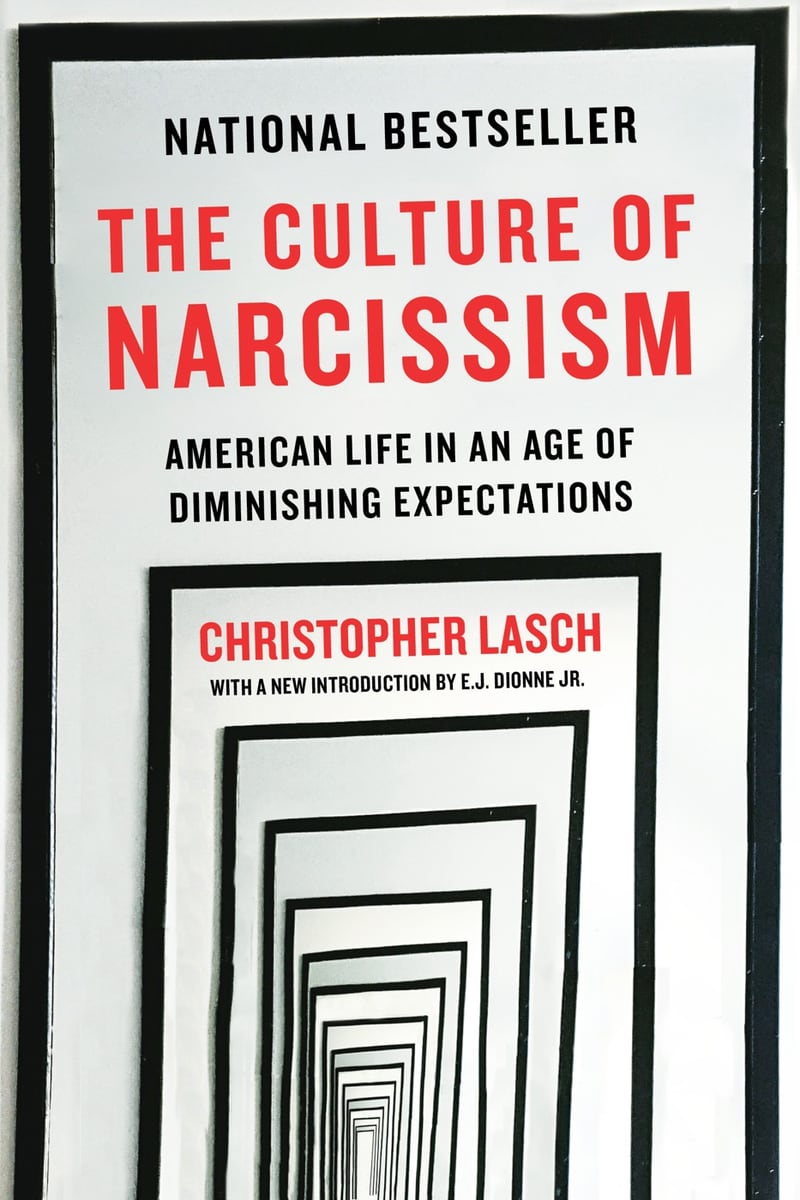 NATIONAL BESTSELLER
THE CULTURE OF
NARCISSISM
AMERICAN LIFE IN AN AGE OF
DIMINISHING EXPECTATIONS
CHRISTOPHER LASCH
WITH A NEW INTRODUCTION BY E.J. DIONNE JR.